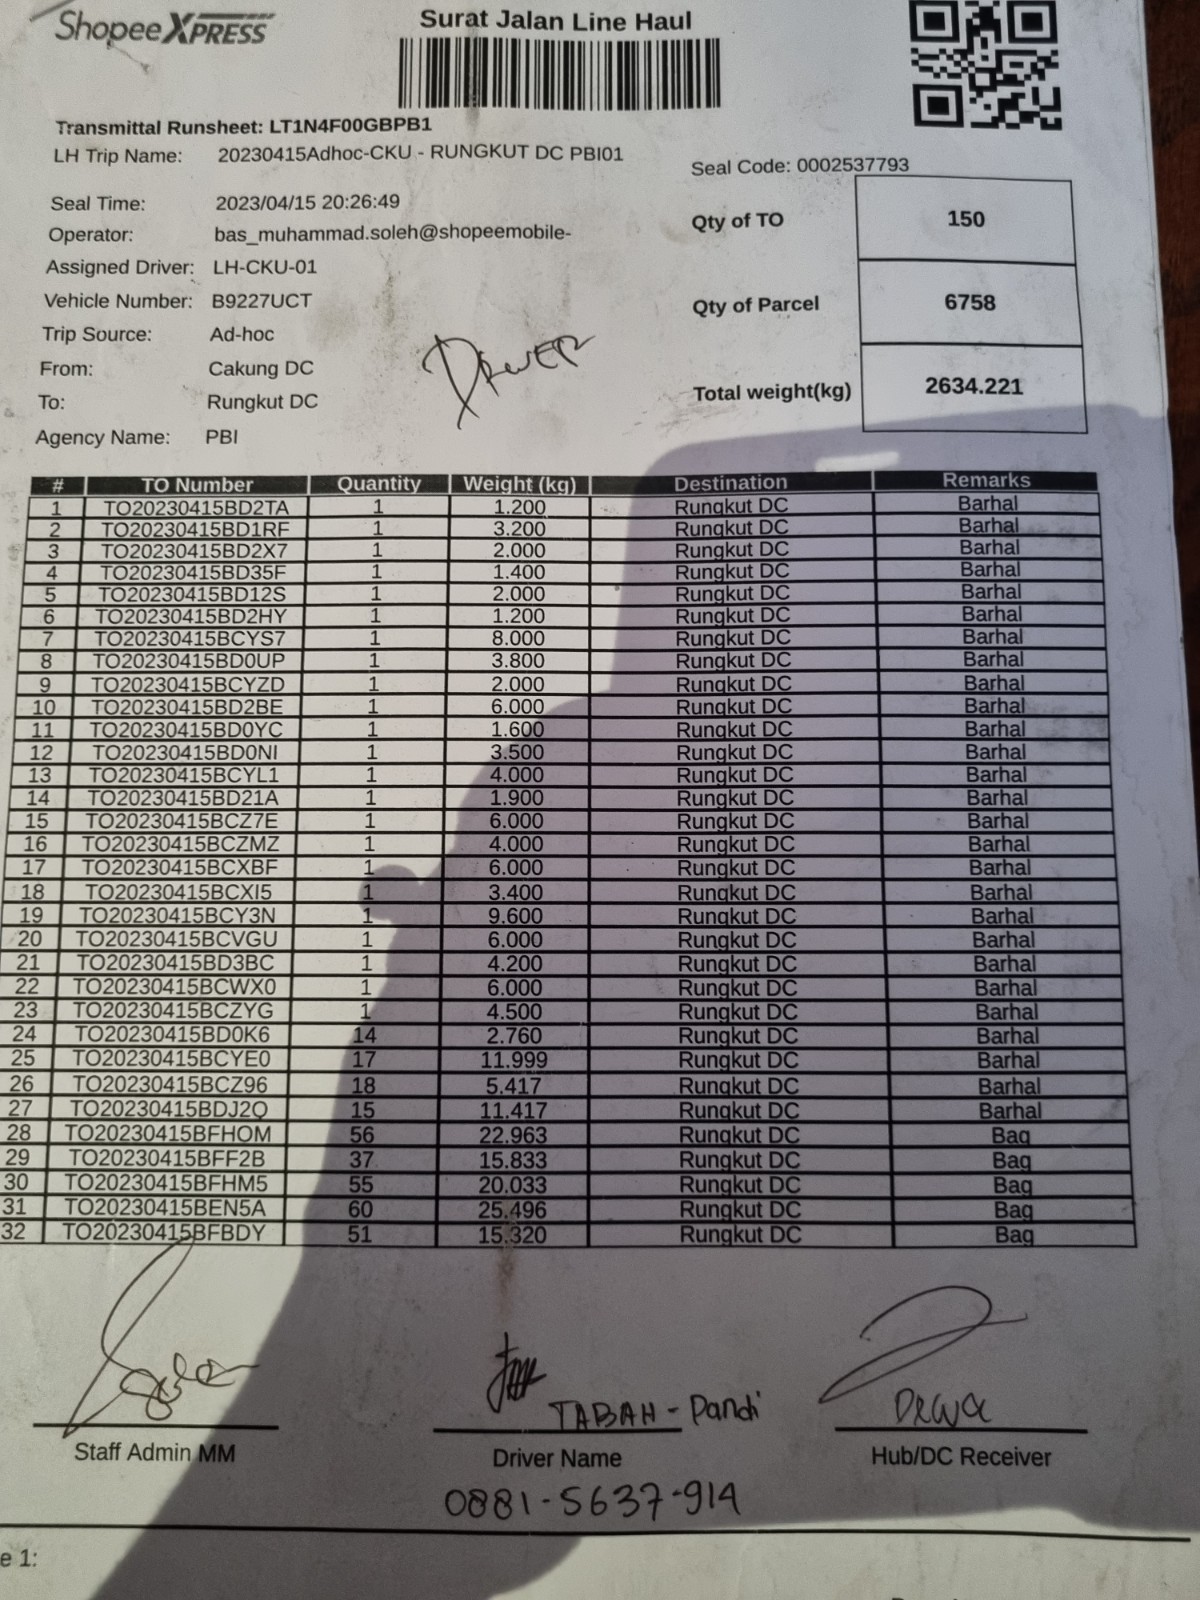 Shopee XPRESS
Surat Jalan Line Haul
Transmittal Runsheet: LT1N4F00GBPB1
LH Trip Name: 20230415Adhoc-CKU - RUNGKUT DC PBI01
Seal Code: 0002537793
Seal Time: 2023/04/15 20:26:49
Operator: bas_muhammad.soleh@shopeemobile-
Assigned Driver: LH-CKU-01
Vehicle Number: B9227UCT
Trip Source: Ad-hoc
From: Cakung DC
To: Rungkut DC
Agency Name: PBI
Qty of TO 150
Qty of Parcel 6758
Total weight(kg) 2634.221
# TO Number Quantity Weight (kg) Destination Remarks
1 TO20230415BD2TA 1 1.200 Rungkut DC Barhal
2 TO20230415BD1RF 1 3.200 Rungkut DC Barhal
3 TO20230415BD2X7 1 2.000 Rungkut DC Barhal
4 TO20230415BD35F 1 1.400 Rungkut DC Barhal
5 TO20230415BD12S 1 2.000 Rungkut DC Barhal
6 TO20230415BD2HY 1 1.200 Rungkut DC Barhal
7 TO20230415BCYS7 1 8.000 Rungkut DC Barhal
8 TO20230415BD0UP 1 3.800 Rungkut DC Barhal
9 TO20230415BCYZD 1 2.000 Rungkut DC Barhal
10 TO20230415BD2BE 1 6.000 Rungkut DC Barhal
11 TO20230415BD0YC 1 1.600 Rungkut DC Barhal
12 TO20230415BD0NI 1 3.500 Rungkut DC Barhal
13 TO20230415BCYL1 1 4.000 Rungkut DC Barhal
14 TO20230415BD21A 1 1.900 Rungkut DC Barhal
15 TO20230415BCZ7E 1 6.000 Rungkut DC Barhal
16 TO20230415BCZMZ 1 4.000 Rungkut DC Barhal
17 TO20230415BCXBF 1 6.000 Rungkut DC Barhal
18 TO20230415BCXI5 1 3.400 Rungkut DC Barhal
19 TO20230415BCY3N 1 9.600 Rungkut DC Barhal
20 TO20230415BCVGU 1 6.000 Rungkut DC Barhal
21 TO20230415BD3BC 1 4.200 Rungkut DC Barhal
22 TO20230415BCWX0 1 6.000 Rungkut DC Barhal
23 TO20230415BCZYG 1 4.500 Rungkut DC Barhal
24 TO20230415BD0K6 14 2.760 Rungkut DC Barhal
25 TO20230415BCYE0 17 11.999 Rungkut DC Barhal
26 TO20230415BCZ96 18 5.417 Rungkut DC Barhal
27 TO20230415BDJ2Q 15 11.417 Rungkut DC Barhal
28 TO20230415BFHOM 56 22.963 Rungkut DC Bag
29 TO20230415BFF2B 37 15.833 Rungkut DC Bag
30 TO20230415BFHM5 55 20.033 Rungkut DC Bag
31 TO20230415BEN5A 60 25.496 Rungkut DC Bag
32 TO20230415BFBDY 51 15.320 Rungkut DC Bag
TABAH - Pandi
Dewa
Staff Admin MM
Driver Name
Hub/DC Receiver
0881-5637-914
e 1: